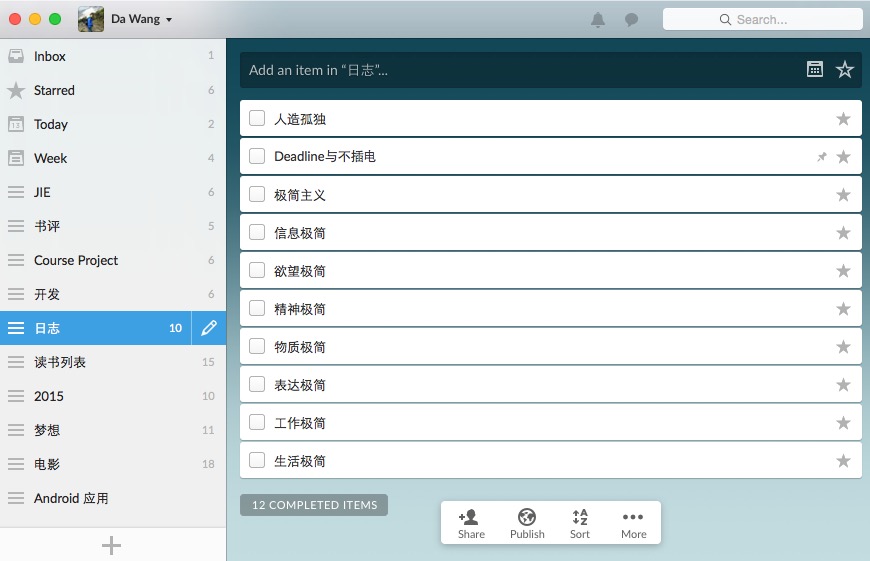 Da Wang
Search...
Inbox 1
Starred 6
13 Today 2
Week 4
JIE 6
书评 5
Course Project 6
开发 6
日志 10
读书列表 15
2015 10
梦想 11
电影 18
Android 应用
Add an item in “日志”...
人造孤独
Deadline与不插电
极简主义
信息极简
欲望极简
精神极简
物质极简
表达极简
工作极简
生活极简
12 COMPLETED ITEMS
Share
Publish
A
Z
Sort
More